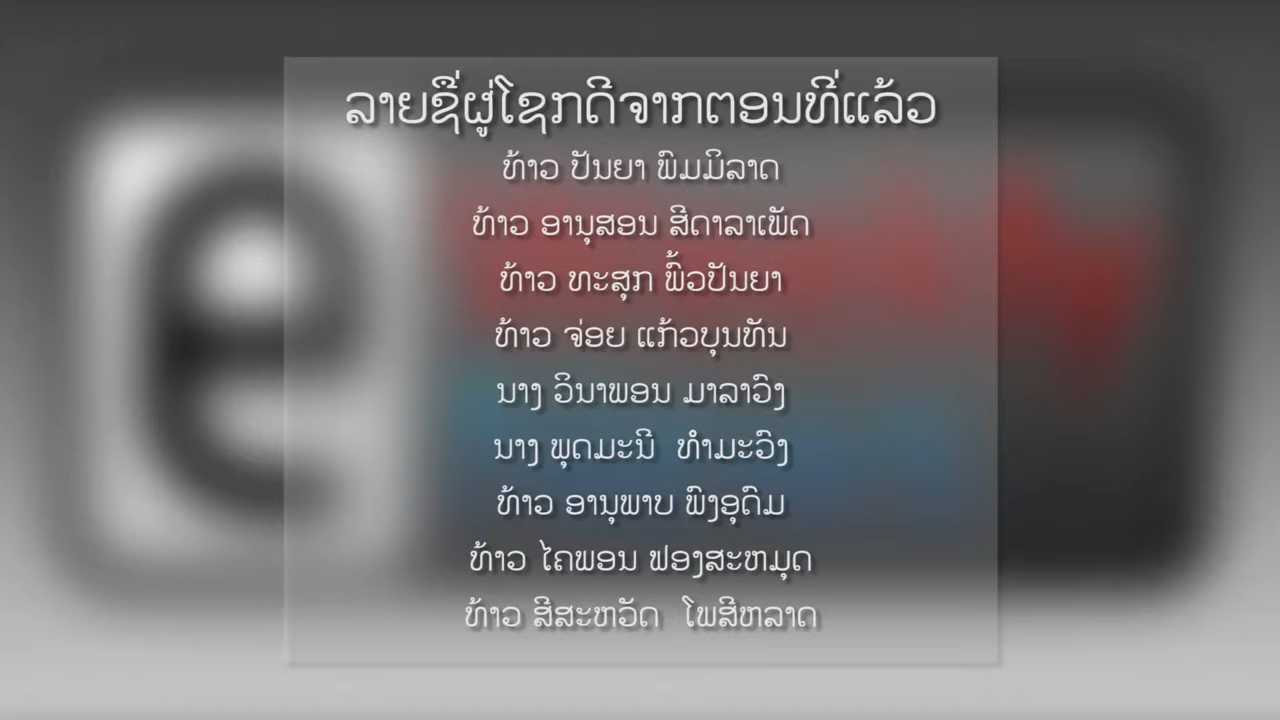 ລາຍຊື່ຜູ່ໂຊກດີຈາກຕອນທີ່ແລ້ວ
ທ້າວ ປັນຍາ ພົມມິລາດ
ທ້າວ ອານຸສອນ ສີດາລາເພັດ
ທ້າວ ທະສຸກ ພົ້ວປັນຍາ
ທ້າວ ຈ່ອຍ ແກ້ວບຸນທັນ
ນາງ ວິນາພອນ ມາລາວົງ
ນາງ ພຸດມະນີ ທຳມະວົງ
ທ້າວ ອານຸພາບ ພົງອຸດົມ
ທ້າວ ໄຄພອນ ຟອງສະຫມຸດ
ທ້າວ ສີສະຫວັດ ໂພສີຫລາດ